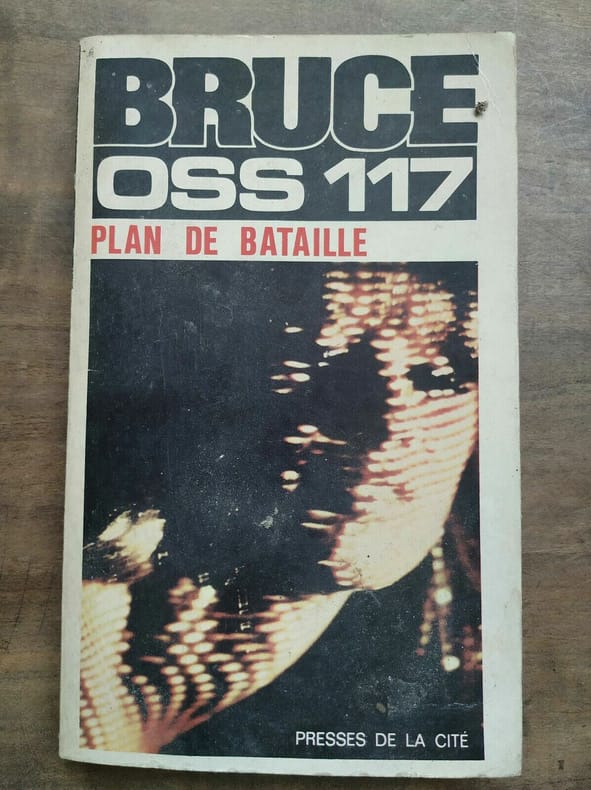 BRUCE
OSS 117
PLAN DE BATAILLE
PRESSES DE LA CITÉ